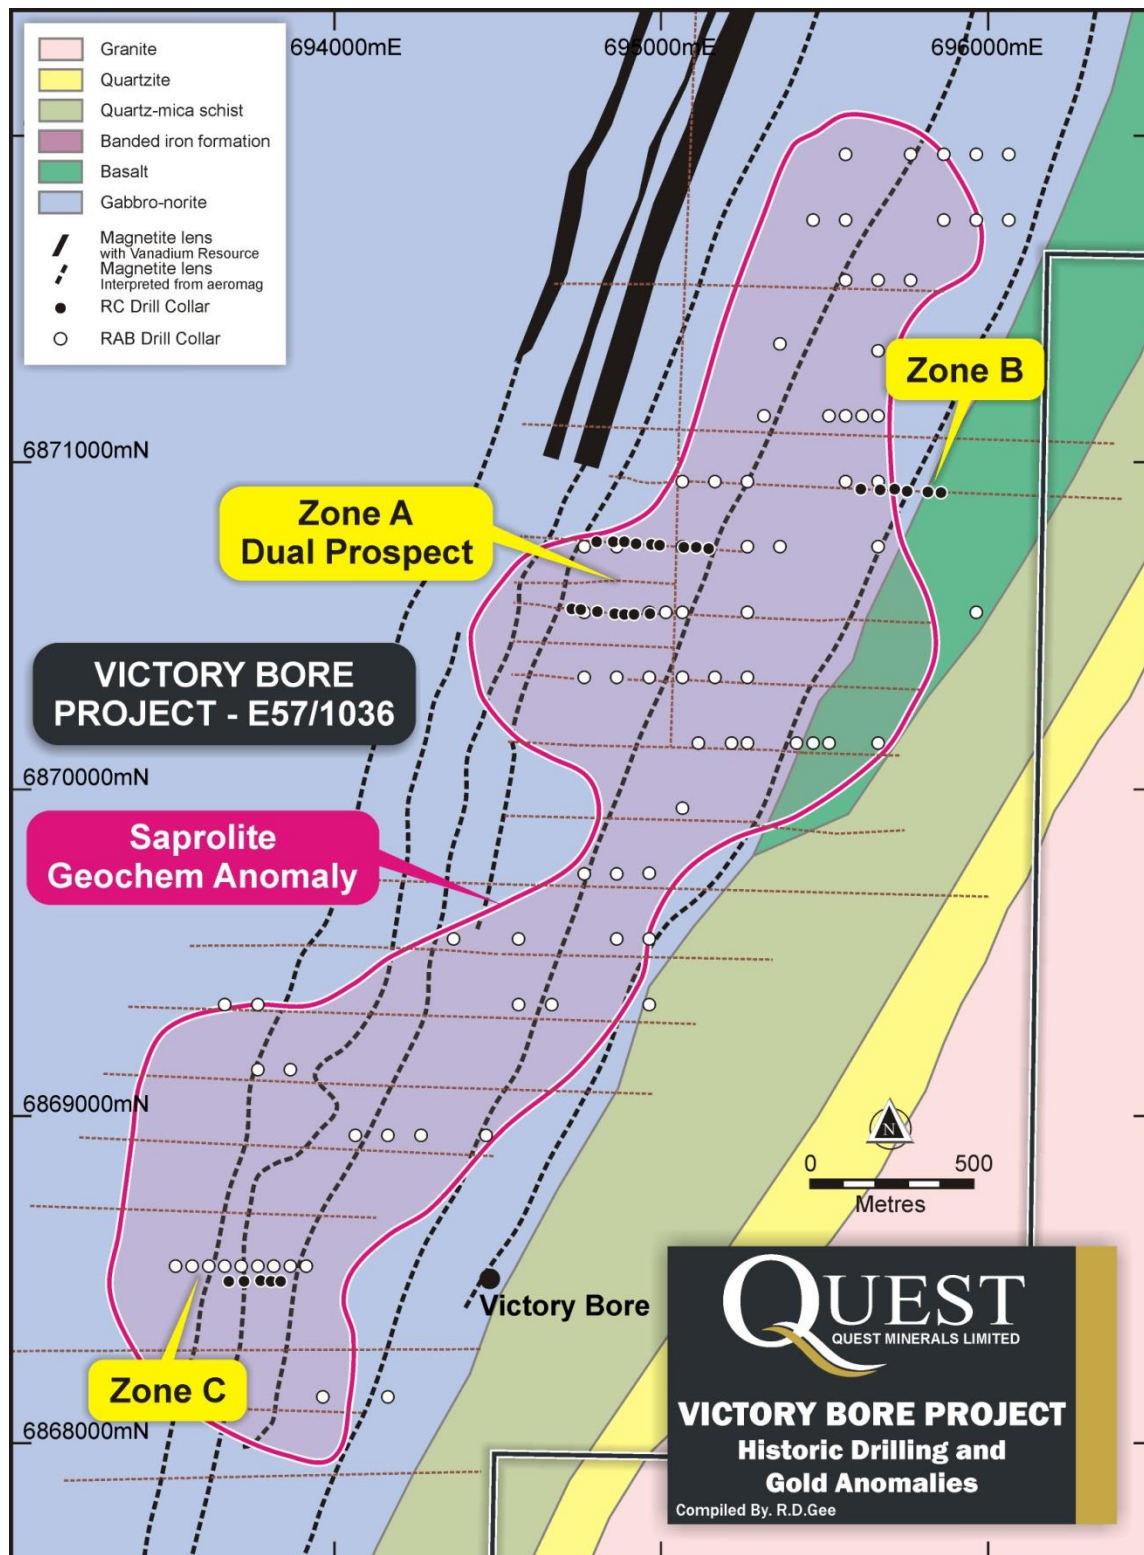 Granite
Quartzite
Quartz-mica schist
Banded iron formation
Basalt
Gabbro-norite
Magnetite lens
with Vanadium Resource
Magnetite lens
Interpreted from aeromag
RC Drill Collar
RAB Drill Collar
694000mE
695000mE
696000mE
Zone B
6871000mN
Zone A
Dual Prospect
VICTORY BORE
PROJECT - E57/1036
6870000mN
Saprolite
Geochem Anomaly
6869000mN
N
0 500
Metres
Victory Bore
Zone C
6868000mN
QUEST
QUEST MINERALS LIMITED
VICTORY BORE PROJECT
Historic Drilling and
Gold Anomalies
Compiled By. R.D.Gee